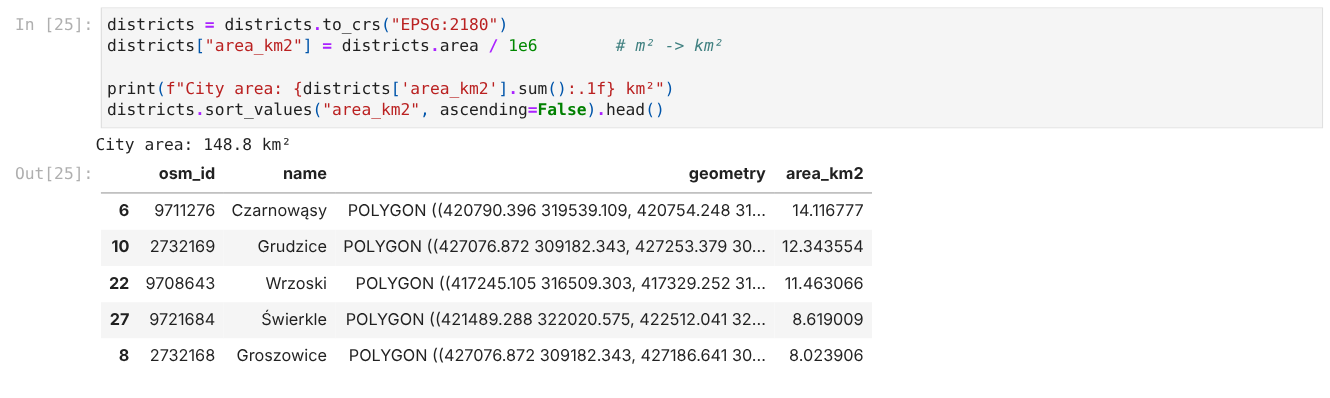 In [25]: districts = districts.to_crs("EPSG:2180")
districts["area_km2"] = districts.area / 1e6        # m² -> km²
print(f"City area: {districts['area_km2'].sum():.1f} km²")
districts.sort_values("area_km2", ascending=False).head()
City area: 148.8 km²
Out[25]: osm_id name geometry area_km2
6 9711276 Czarnowąsy POLYGON ((420790.396 319539.109, 420754.248 31... 14.116777
10 2732169 Grudzice POLYGON ((427076.872 309182.343, 427253.379 30... 12.343554
22 9708643 Wrzoski POLYGON ((417245.105 316509.303, 417329.252 31... 11.463066
27 9721684 Świerkle POLYGON ((421489.288 322020.575, 422512.041 32... 8.619009
8 2732168 Groszowice POLYGON ((427076.872 309182.343, 427186.641 30... 8.023906